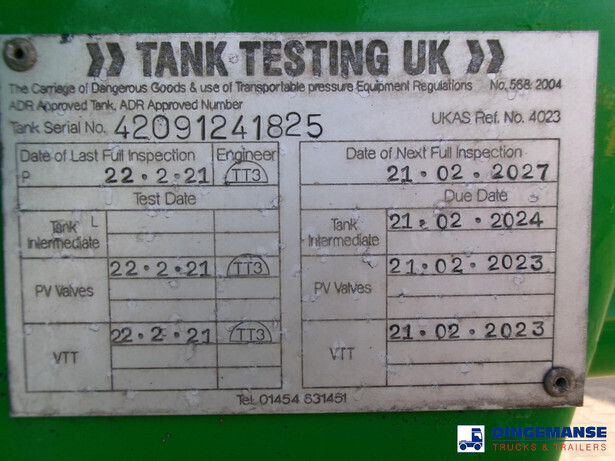 TANK TESTING UK
The Carriage of Dangerous Goods & use of Transportable pressure Equipment Regulations No. 568 2004
ADR Approved Tank, ADR Approved Number
Tank Serial No. 42091241825 UKAS Ref. No. 4023
Date of Last Full Inspection Engineer Date of Next Full Inspection
P 22.2.21 TT3 21.02.2027
Test Date Due Date
Tank Intermediate L Tank Intermediate 21.02.2024
PV Valves 22.2.21 TT3 PV Valves 21.02.2023
VTT 22.2.21 TT3 VTT 21.02.2023
Tel: 01454 631451
DINGEMANSE
TRUCKS & TRAILERS